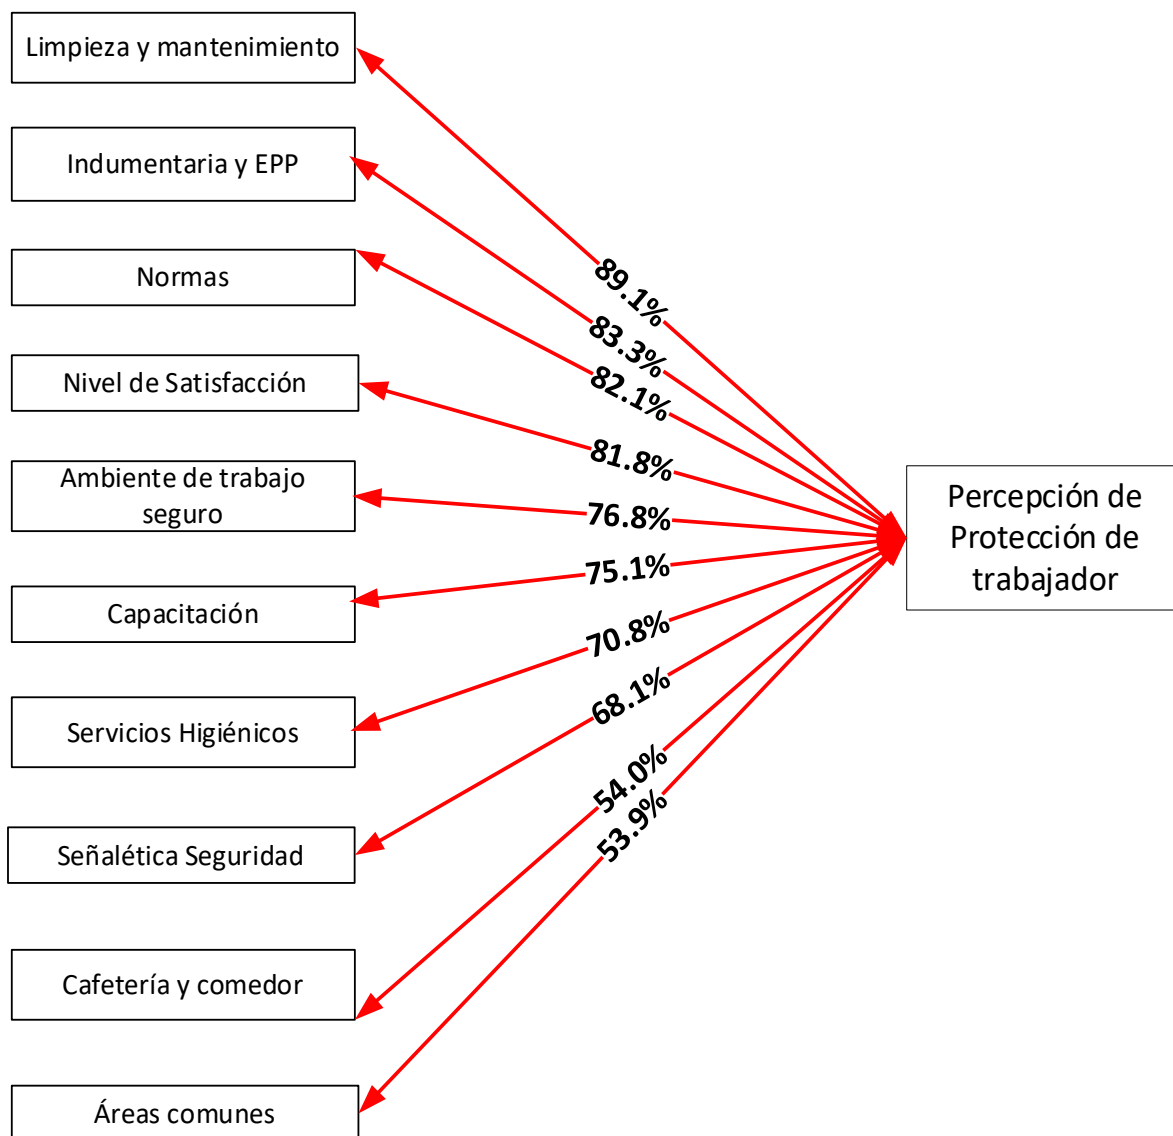 Limpieza y mantenimiento
Indumentaria y EPP
Normas
Nivel de Satisfacción
Ambiente de trabajo
seguro
Capacitación
Servicios Higiénicos
Señalética Seguridad
Cafetería y comedor
Áreas comunes
89.1%
83.3%
82.1%
81.8%
76.8%
75.1%
70.8%
68.1%
54.0%
53.9%
Percepción de
Protección de
trabajador